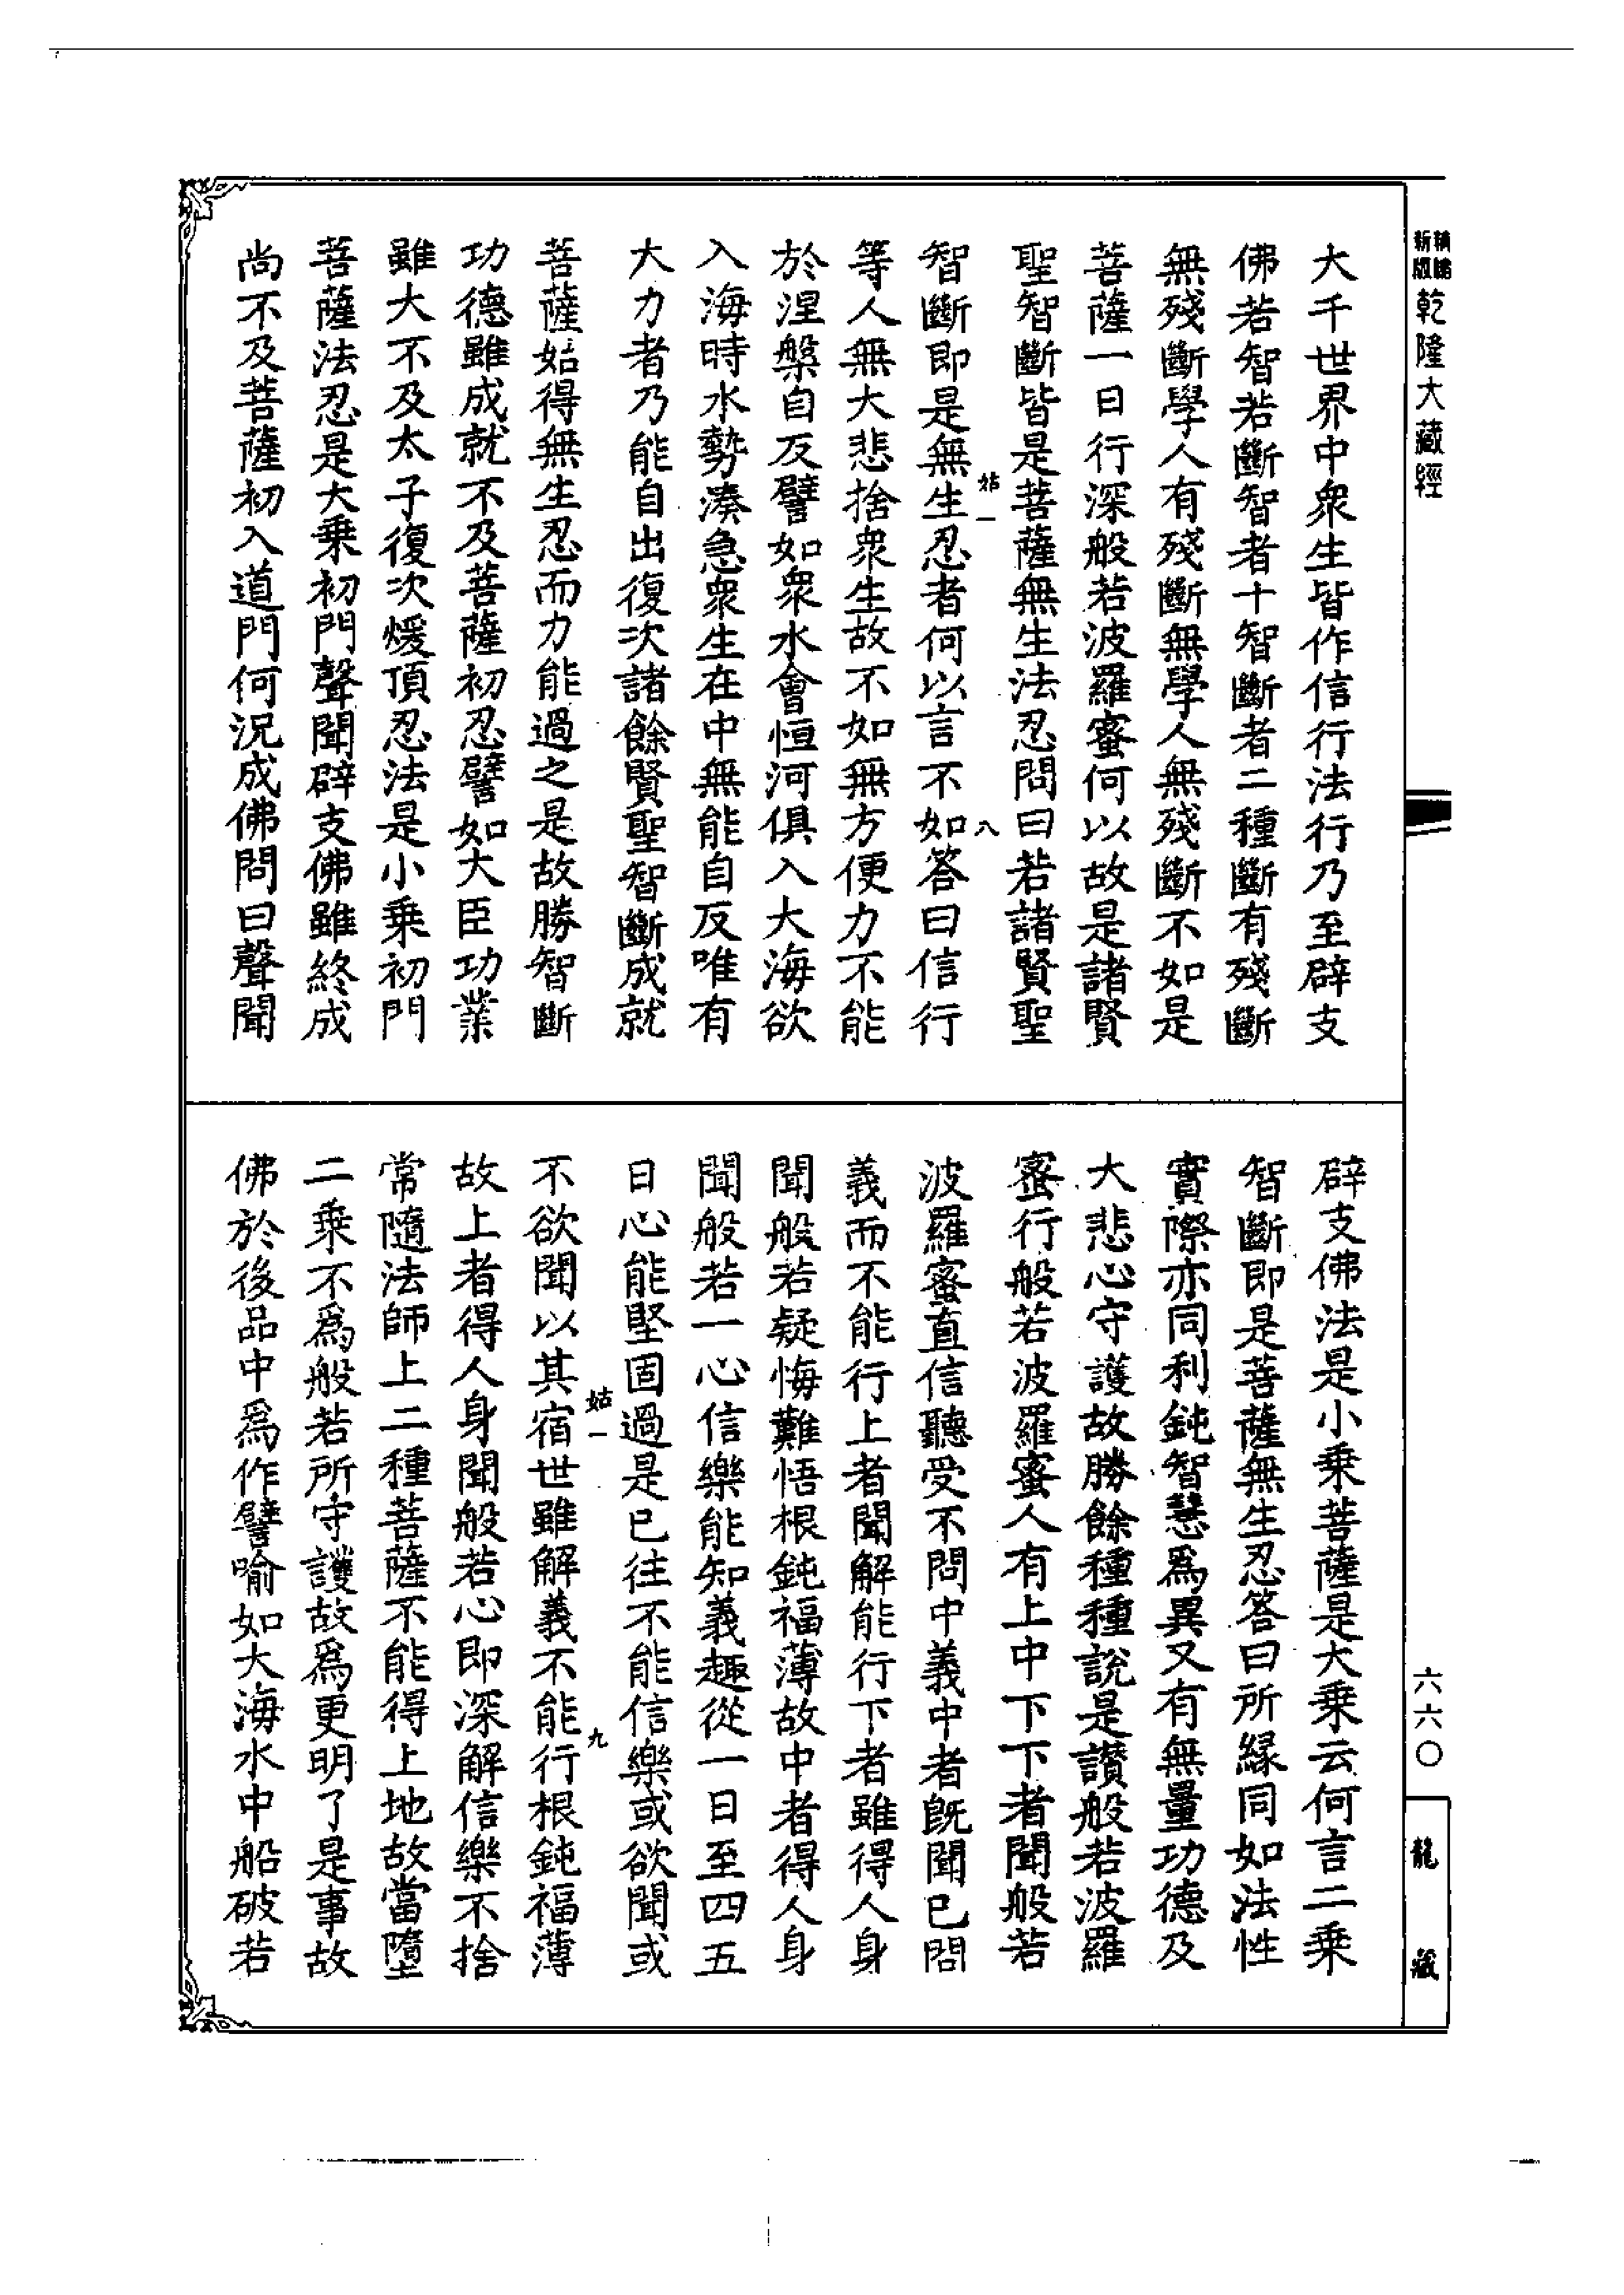 新版
精縮
乾隆大藏經
六六〇
龍藏
大千世界中衆生皆作信行法行乃至辟支
佛若智若斷智者十智斷者二種斷有殘斷
無殘斷學人有殘斷無學人無殘斷不如是
菩薩一日行深般若波羅蜜何以故是諸賢
聖智斷皆是菩薩無生法忍問曰若諸賢聖
姑一
八
智斷即是無生忍者何以言不如答曰信行
等人無大悲捨衆生故不如無方便力不能
於涅槃自反譬如衆水會恒河俱入大海欲
入海時水勢湊急衆生在中無能自反唯有
大力者乃能自出復次諸餘賢聖智斷成就
菩薩始得無生忍而力能過之是故勝智斷
功德雖成就不及菩薩初忍譬如大臣功業
雖大不及太子復次煖頂忍法是小乘初門
菩薩法忍是大乘初門聲聞辟支佛雖終成
尚不及菩薩初入道門何況成佛問曰聲聞
辟支佛法是小乘菩薩是大乘云何言二乘
智斷即是菩薩無生忍答曰所緣同如法性
實際亦同利鈍智慧爲異又有無量功德及
大悲心守護故勝餘種種說是讚般若波羅
蜜行般若波羅蜜人有上中下下者聞般若
波羅蜜直信聽受不問中義中者旣聞已問
義而不能行上者聞解能行下者雖得人身
聞般若疑悔難悟根鈍福薄故中者得人身
聞般若一心信樂能知義趣從一日至四五
日心能堅固過是已往不能信樂或欲聞或
姑一
九
不欲聞以其宿世雖解義不能行根鈍福薄
故上者得人身聞般若心即深解信樂不捨
常隨法師上二種菩薩不能得上地故當墮
二乘不爲般若所守護故爲更明了是事故
佛於後品中爲作譬喻如大海水中船破若